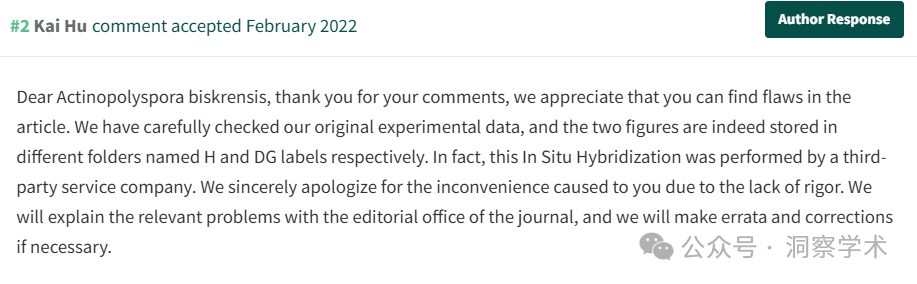 #2 Kai Hu comment accepted February 2022
Author Response
Dear Actinopolyspora biskrensis, thank you for your comments, we appreciate that you can find flaws in the
article. We have carefully checked our original experimental data, and the two figures are indeed stored in
different folders named H and DG labels respectively. In fact, this In Situ Hybridization was performed by a third-
party service company. We sincerely apologize for the inconvenience caused to you due to the lack of rigor. We
will explain the relevant problems with the editorial office of the journal, and we will make errata and corrections
if necessary.
公众号 · 洞察学术